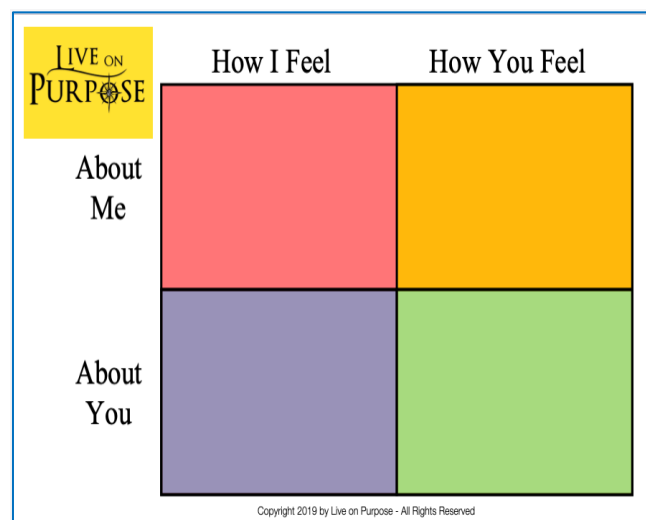 LIVE ON
PURPOSE
How I Feel
How You Feel
About
Me
About
You
Copyright 2019 by Live on Purpose - All Rights Reserved